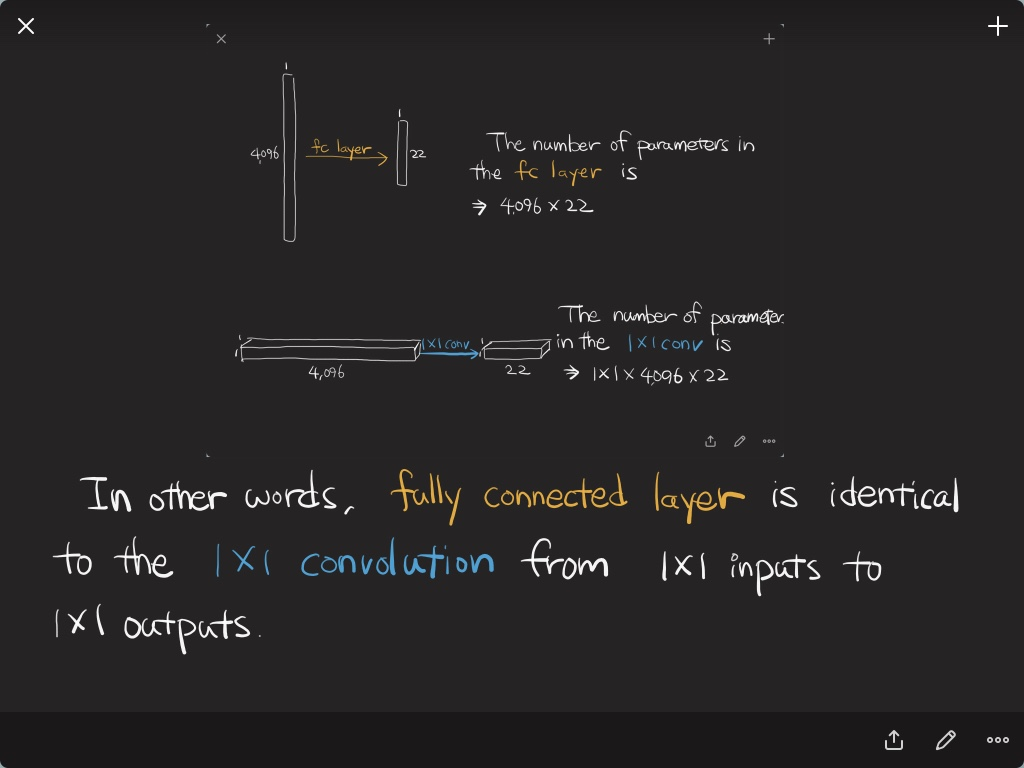 1
4,096
fc layer
1
22
The number of parameters in
the fc layer is
⇒ 4,096 × 22
1
1
1×1 conv
1
1
4,096
22
The number of parameter
in the 1×1 conv is
⇒ 1×1× 4,096 × 22
In other words, fully connected layer is identical
to the 1×1 convolution from 1×1 inputs to
1×1 outputs.